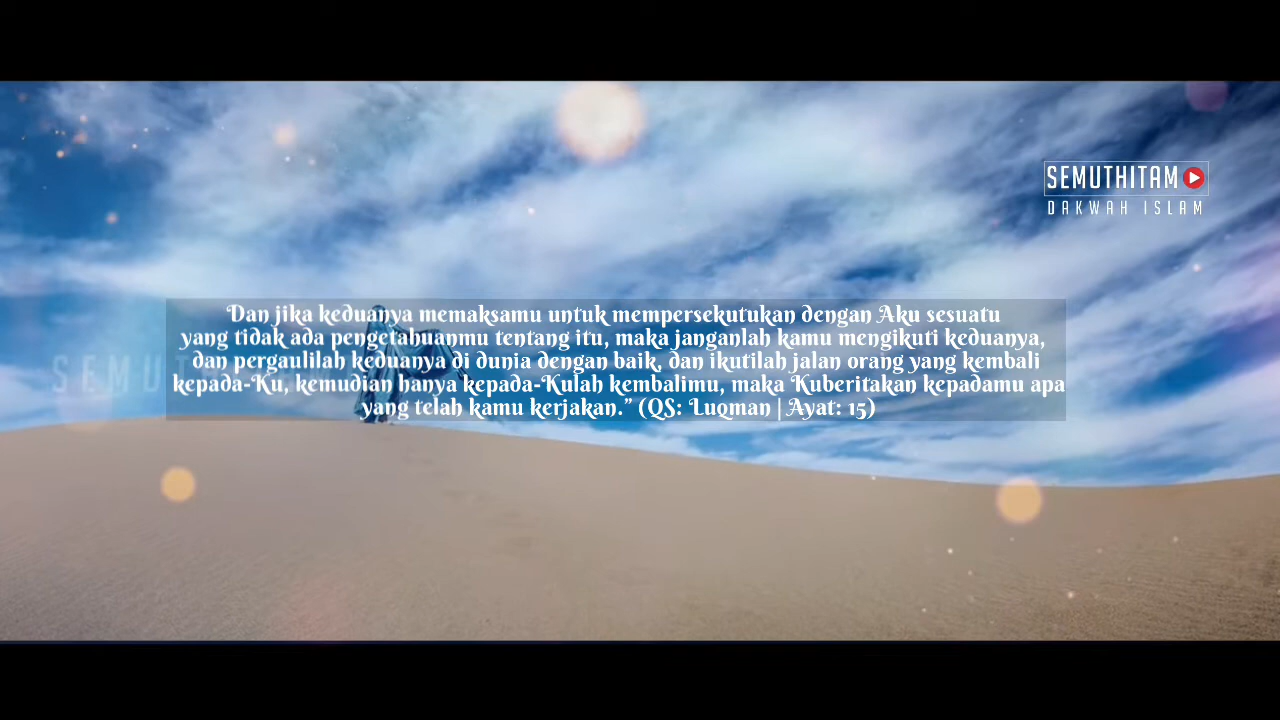 SEMUTHITAM
DAKWAH ISLAM
Dan jika keduanya memaksamu untuk mempersekutukan dengan Aku sesuatu
yang tidak ada pengetahuanmu tentang itu, maka janganlah kamu mengikuti keduanya,
dan pergaulilah keduanya di dunia dengan baik, dan ikutilah jalan orang yang kembali
kepada-Ku, kemudian hanya kepada-Kulah kembalimu, maka Kuberitakan kepadamu apa
yang telah kamu kerjakan.” (QS: Luqman | Ayat: 15)